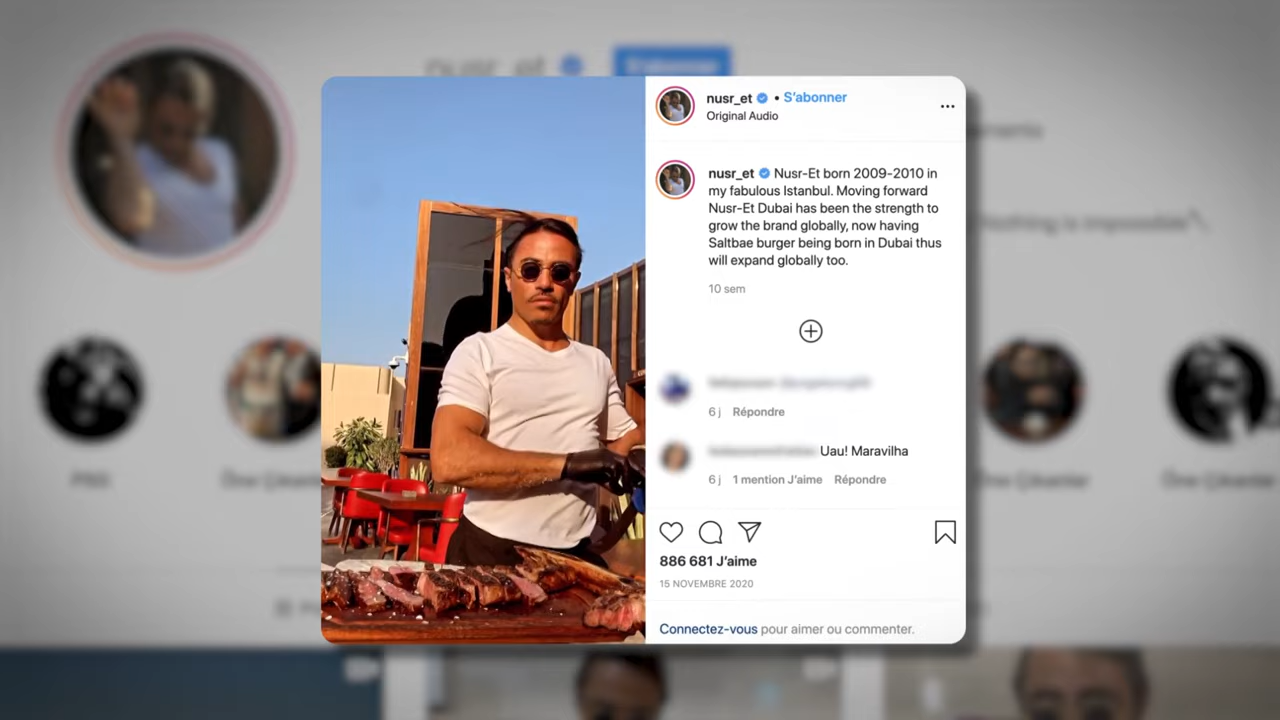 nusr_et • S'abonner
Original Audio
nusr_et Nusr-Et born 2009-2010 in
my fabulous Istanbul. Moving forward
Nusr-Et Dubai has been the strength to
grow the brand globally, now having
Saltbae burger being born in Dubai thus
will expand globally too.
10 sem
6 j Répondre
Uau! Maravilha
6 j 1 mention J'aime Répondre
886 681 J'aime
15 NOVEMBRE 2020
Connectez-vous pour aimer ou commenter.